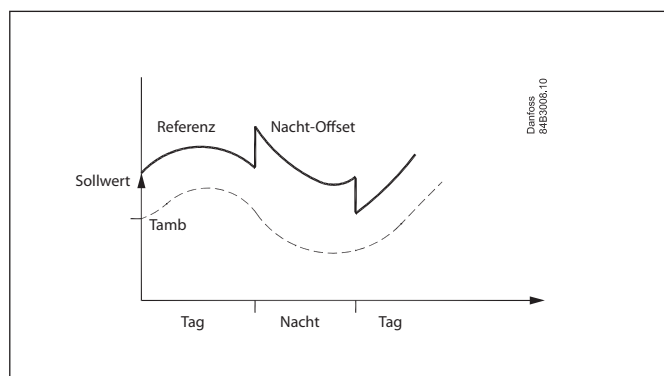 Referenz
Nacht-Offset
Danfoss
84B3008.10
Sollwert
Tamb
Tag
Nacht
Tag